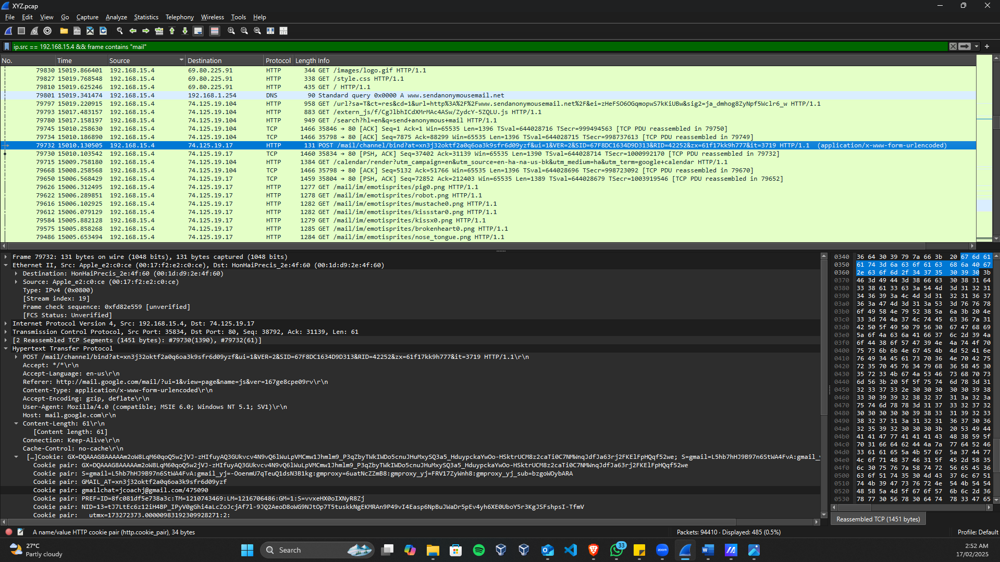 XYZ.pcap
File Edit View Go Capture Analyze Statistics Telephony Wireless Tools Help
ip.src == 192.168.15.4 && frame contains "mail"
No. Time Source Destination Protocol Length Info
79830 15019.866401 192.168.15.4 69.80.225.91 HTTP 344 GET /images/logo.gif HTTP/1.1
79827 15019.768548 192.168.15.4 69.80.225.91 HTTP 338 GET /style.css HTTP/1.1
79810 15019.625246 192.168.15.4 69.80.225.91 HTTP 435 GET / HTTP/1.1
79801 15019.341474 192.168.15.4 192.168.1.254 DNS 90 Standard query 0x0000 A www.sendanonymousemail.net
79797 15019.220915 192.168.15.4 74.125.19.104 HTTP 958 GET /url?sa=T&ct=res&cd=1&url=http%3A%2F%2Fwww.sendanonymousemail.net%2F&ei=zHeFSO6OGqmopwS7kKiUBw&sig2=ja_dmhog8ZyNpf5Wclr6_w HTTP/1.1
79793 15017.483157 192.168.15.4 74.125.19.104 HTTP 883 GET /extern_js/f/CgJlbhICdXMrMAc4ASw/ZydcY-5ZQLU.js HTTP/1.1
79780 15017.158197 192.168.15.4 74.125.19.104 HTTP 949 GET /search?hl=en&q=send+anonymous+mail HTTP/1.1
79745 15010.258630 192.168.15.4 74.125.19.104 TCP 1466 35846 → 80 [ACK] Seq=1 Ack=1 Win=65535 Len=1396 TSval=644028716 TSecr=999494563 [TCP PDU reassembled in 79750]
79734 15010.186890 192.168.15.4 74.125.19.104 TCP 1466 35798 → 80 [ACK] Seq=7875 Ack=88299 Win=65535 Len=1396 TSval=644028715 TSecr=998737613 [TCP PDU reassembled in 79749]
79732 15010.130505 192.168.15.4 74.125.19.17 HTTP 131 POST /mail/channel/bind?at=xn3j32oktf2a0q6oa3k9sfr6d09yzf&ui=1&VER=2&SID=67F8DC1634D9D313&RID=42252&zx=61f17kk9h777&it=3719 HTTP/1.1  (application/x-www-form-urlencoded)
79730 15010.103542 192.168.15.4 74.125.19.17 TCP 1460 35834 → 80 [PSH, ACK] Seq=37402 Ack=31139 Win=65535 Len=1390 TSval=644028714 TSecr=1000992170 [TCP PDU reassembled in 79732]
79715 15009.758180 192.168.15.4 74.125.19.104 HTTP 1384 GET /calendar/render?utm_campaign=en&utm_source=en-ha-na-us-bk&utm_medium=ha&utm_term=google+calendar HTTP/1.1
79668 15008.258568 192.168.15.4 74.125.19.104 TCP 1466 35798 → 80 [ACK] Seq=5132 Ack=51766 Win=65535 Len=1396 TSval=644028696 TSecr=998723092 [TCP PDU reassembled in 79670]
79650 15006.568429 192.168.15.4 74.125.19.17 TCP 1459 35804 → 80 [PSH, ACK] Seq=72852 Ack=212403 Win=65535 Len=1389 TSval=644028679 TSecr=1003919546 [TCP PDU reassembled in 79652]
79626 15006.312495 192.168.15.4 74.125.19.17 HTTP 1277 GET /mail/im/emotisprites/pig0.png HTTP/1.1
79622 15006.289851 192.168.15.4 74.125.19.17 HTTP 1278 GET /mail/im/emotisprites/robot.png HTTP/1.1
79616 15006.102925 192.168.15.4 74.125.19.17 HTTP 1282 GET /mail/im/emotisprites/mustache0.png HTTP/1.1
79612 15006.079129 192.168.15.4 74.125.19.17 HTTP 1282 GET /mail/im/emotisprites/kissstar0.png HTTP/1.1
79584 15005.882128 192.168.15.4 74.125.19.17 HTTP 1279 GET /mail/im/emotisprites/kissx0.png HTTP/1.1
79575 15005.858268 192.168.15.4 74.125.19.17 HTTP 1285 GET /mail/im/emotisprites/brokenheart0.png HTTP/1.1
79486 15005.653494 192.168.15.4 74.125.19.17 HTTP 1284 GET /mail/im/emotisprites/nose_tongue.png HTTP/1.1
Frame 79732: 131 bytes on wire (1048 bits), 131 bytes captured (1048 bits)
Ethernet II, Src: Apple_e2:c0:ce (00:17:f2:e2:c0:ce), Dst: HonHaiPrecis_2e:4f:60 (00:1d:d9:2e:4f:60)
Destination: HonHaiPrecis_2e:4f:60 (00:1d:d9:2e:4f:60)
Source: Apple_e2:c0:ce (00:17:f2:e2:c0:ce)
Type: IPv4 (0x0800)
[Stream index: 19]
Frame check sequence: 0xfd82e559 [unverified]
[FCS Status: Unverified]
Internet Protocol Version 4, Src: 192.168.15.4, Dst: 74.125.19.17
Transmission Control Protocol, Src Port: 35834, Dst Port: 80, Seq: 38792, Ack: 31139, Len: 61
[2 Reassembled TCP Segments (1451 bytes): #79730(1390), #79732(61)]
Hypertext Transfer Protocol
POST /mail/channel/bind?at=xn3j32oktf2a0q6oa3k9sfr6d09yzf&ui=1&VER=2&SID=67F8DC1634D9D313&RID=42252&zx=61f17kk9h777&it=3719 HTTP/1.1\r\n
Accept: */*\r\n
Accept-Language: en-us\r\n
Referer: http://mail.google.com/mail/?ui=1&view=page&name=js&ver=167ge8cpe09rv\r\n
Content-Type: application/x-www-form-urlencoded\r\n
Accept-Encoding: gzip, deflate\r\n
User-Agent: Mozilla/4.0 (compatible; MSIE 6.0; Windows NT 5.1; SV1)\r\n
Host: mail.google.com\r\n
Content-Length: 61\r\n
[Content length: 61]
Connection: Keep-Alive\r\n
Cache-Control: no-cache\r\n
[…]Cookie: GX=DQAAAG8AAAAAm2oW8LqM60qoQ5w2jVJ-zHIfuyAQ3GUkvcv4N9vQ6lWuLpVMCmw1Jhmlm9_P3qZbyTWkIWDo5cnuJHuMxySQ3a5_HduypckaYwOo-HSktrUCM8z2caTi0C7NMWnqJdfJa63rj2FKElFpHQqf52we; S=gmail=L5hb7hHJ9B97n6StWA4FvA:gmail_y
Cookie pair: GX=DQAAAG8AAAAAm2oW8LqM60qoQ5w2jVJ-zHIfuyAQ3GUkvcv4N9vQ6lWuLpVMCmw1Jhmlm9_P3qZbyTWkIWDo5cnuJHuMxySQ3a5_HduypckaYwOo-HSktrUCM8z2caTi0C7NMWnqJdfJa63rj2FKElFpHQqf52we
Cookie pair: S=gmail=L5hb7hHJ9B97n6StWA4FvA:gmail_yj=-OoenmU7qTeuQ1dsN3B1kg:gmproxy=6uatNcZZmB8:gmproxy_yj=FRV17ZyWnh8:gmproxy_yj_sub=bzgoWOybARA
Cookie pair: GMAIL_AT=xn3j32oktf2a0q6oa3k9sfr6d09yzf
Cookie pair: gmailchat=jcoachj@gmail.com/475090
Cookie pair: PREF=ID=8fc081df5e738a3c:TM=1210743469:LM=1216706486:GM=1:S=vvxeHX0oIXNyR8Zj
Cookie pair: NID=13=tJ7LtEc6z12iH4BP_IPyV0gGhi4aLcZoJcjAf7l-9JQ2AeoD8oWG9NJtOp7T5tuskkNgEKMRAn9P49vI4Easp6NpBuJWaDr5pEv4yh6XE0UboY5r3KgJSFshpsI-TfmV
Cookie pair: __utmx=173272373.00000983192309928271:2:
0340 36 64 30 39 79 7a 66 3b 20 67 6d 61
0350 61 74 3d 6a 63 6f 61 63 68 6a 40 67
0360 2e 63 6f 6d 2f 34 37 35 30 39 30 3b
0370 46 3d 49 44 3d 38 66 63 30 38 31 64
0380 33 38 61 33 63 3a 54 4d 3d 31 32 31
0390 34 36 39 3a 4c 4d 3d 31 32 31 36 37
03a0 36 3a 47 4d 3d 31 3a 53 3d 76 76 78
03b0 6f 49 58 4e 79 52 38 5a 6a 3b 20 4e
03c0 33 3d 74 4a 37 4c 74 45 63 36 7a 31
03d0 42 50 5f 49 50 79 56 30 67 47 68 69
03e0 5a 6f 4a 63 6a 41 66 37 6c 2d 39 4a
03f0 6f 44 38 6f 57 47 39 4e 4a 74 4f 70
0400 75 73 6b 6b 4e 67 45 4b 4d 52 41 6e
0410 76 49 34 45 61 73 70 36 4e 70 42 75
0420 72 35 70 45 76 34 79 68 36 58 45 30
0430 35 72 33 4b 67 4a 53 46 73 68 70 73
0440 6d 56 3b 20 5f 5f 75 74 6d 78 3d 31
0450 32 33 37 33 2e 30 30 30 30 30 39 38
0460 33 30 39 39 32 38 32 37 31 3a 32 3a
0470 75 74 6d 78 78 3d 31 37 33 32 37 32
0480 30 30 30 30 30 39 38 33 31 39 32 33
0490 38 32 37 31 3a 31 32 31 36 37 30 36
04a0 32 35 39 32 30 30 30 3b 20 53 49 44
04b0 41 41 47 77 41 41 41 43 48 38 59 5f
04c0 70 31 66 64 62 44 4a 7a 77 64 52 46
04d0 33 61 61 65 5a 4b 57 67 5a 37 44 77
04e0 4c 6f 71 48 37 46 31 5f 45 2d 58 35
04f0 6c 30 75 76 7a 58 74 72 56 65 45 36
0500 63 6f 51 74 35 30 4d 43 37 6c 67 51
0510 74 4b 39 47 73 76 72 4e 54 4b 54 54
0520 48 58 5a 4d 5f 67 6f 57 6b 6c 2d 36
0530 78 77 30 56 78 30 64 74 78 33 47 65
Reassembled TCP (1451 bytes)
A name/value HTTP cookie pair (http.cookie_pair), 34 bytes
Packets: 94410 · Displayed: 485 (0.5%)
Profile: Default
27°C
Partly cloudy
Search
33
zoom
2:52 AM
17/02/2025